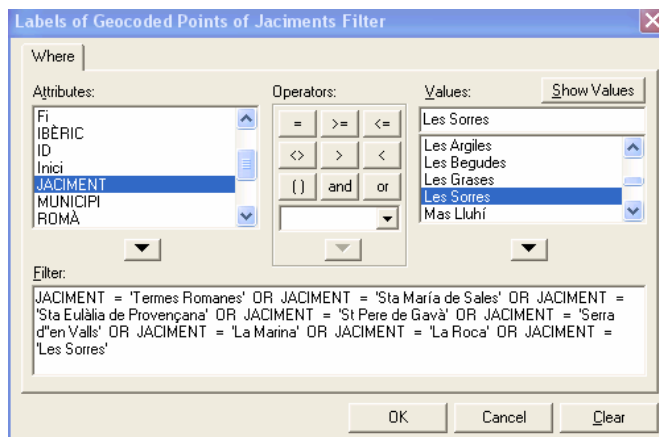 Labels of Geocoded Points of Jaciments Filter
Where
Attributes:
Fi
IBÈRIC
ID
Inici
JACIMENT
MUNICIPI
ROMÀ
Operators:
= >= <=
<> > <
( ) and or
Values:
Show Values
Les Sorres
Les Argiles
Les Begudes
Les Grases
Les Sorres
Mas Lluhí
Filter:
JACIMENT = 'Termes Romanes' OR JACIMENT = 'Sta María de Sales' OR JACIMENT =
'Sta Eulàlia de Provençana' OR JACIMENT = 'St Pere de Gavà' OR JACIMENT = 'Serra
d''en Valls' OR JACIMENT = 'La Marina' OR JACIMENT = 'La Roca' OR JACIMENT =
'Les Sorres'
OK Cancel Clear